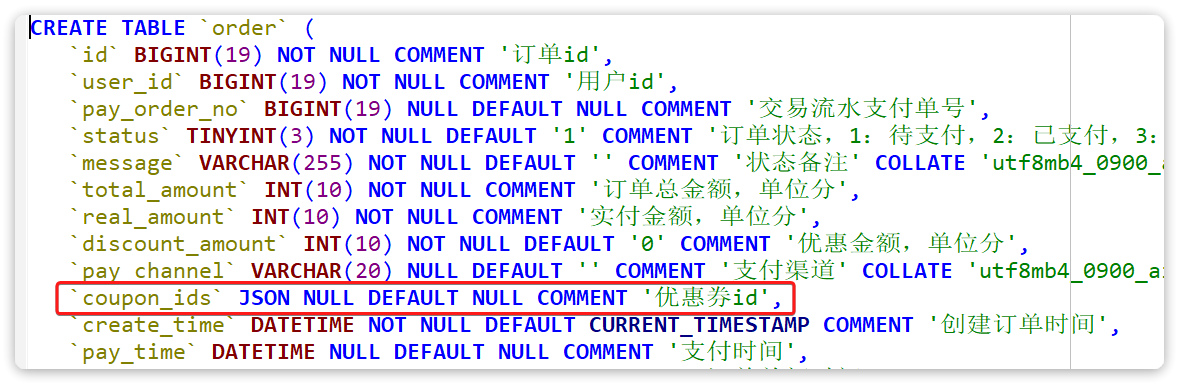 CREATE TABLE `order` (
`id` BIGINT(19) NOT NULL COMMENT '订单id',
`user_id` BIGINT(19) NOT NULL COMMENT '用户id',
`pay_order_no` BIGINT(19) NULL DEFAULT NULL COMMENT '交易流水支付单号',
`status` TINYINT(3) NOT NULL DEFAULT '1' COMMENT '订单状态，1：待支付，2：已支付，3：
`message` VARCHAR(255) NOT NULL DEFAULT '' COMMENT '状态备注' COLLATE 'utf8mb4_0900_a
`total_amount` INT(10) NOT NULL COMMENT '订单总金额，单位分',
`real_amount` INT(10) NOT NULL COMMENT '实付金额，单位分',
`discount_amount` INT(10) NOT NULL DEFAULT '0' COMMENT '优惠金额，单位分',
`pay_channel` VARCHAR(20) NULL DEFAULT '' COMMENT '支付渠道' COLLATE 'utf8mb4_0900_a
`coupon_ids` JSON NULL DEFAULT NULL COMMENT '优惠券id',
`create_time` DATETIME NOT NULL DEFAULT CURRENT_TIMESTAMP COMMENT '创建订单时间',
`pay_time` DATETIME NULL DEFAULT NULL COMMENT '支付时间',